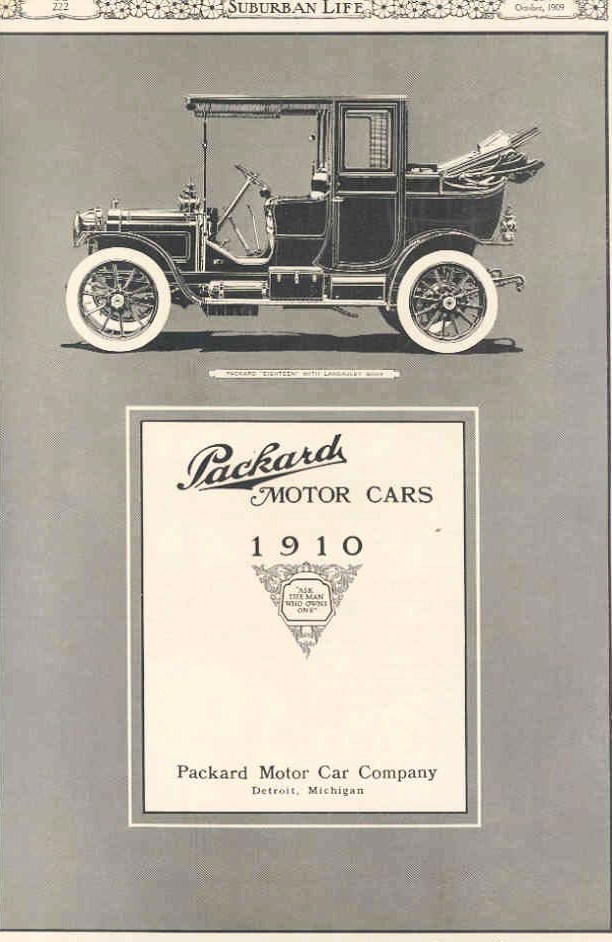 222
SUBURBAN LIFE
October, 1909
PACKARD "EIGHTEEN" WITH LANDAULET BODY
Packard
MOTOR CARS
1910
"ASK
THE MAN
WHO OWNS
ONE"
Packard Motor Car Company
Detroit, Michigan